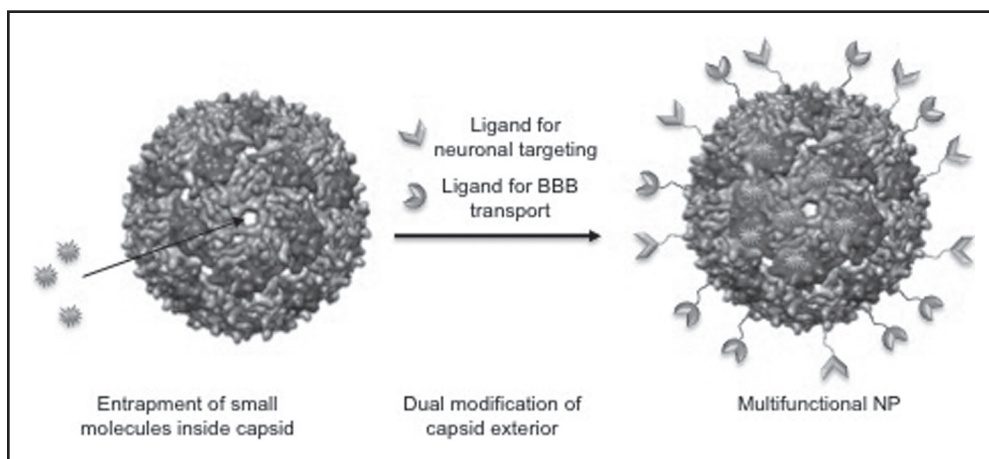 Ligand for
neuronal targeting
Ligand for BBB
transport
Entrapment of small
molecules inside capsid
Dual modification of
capsid exterior
Multifunctional NP